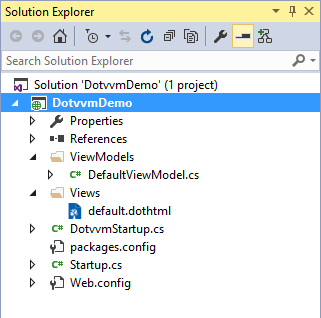 Solution Explorer
Search Solution Explorer
Solution 'DotvvmDemo' (1 project)
DotvvmDemo
Properties
References
ViewModels
C# DefaultViewModel.cs
Views
default.dothtml
C# DotvvmStartup.cs
packages.config
C# Startup.cs
Web.config